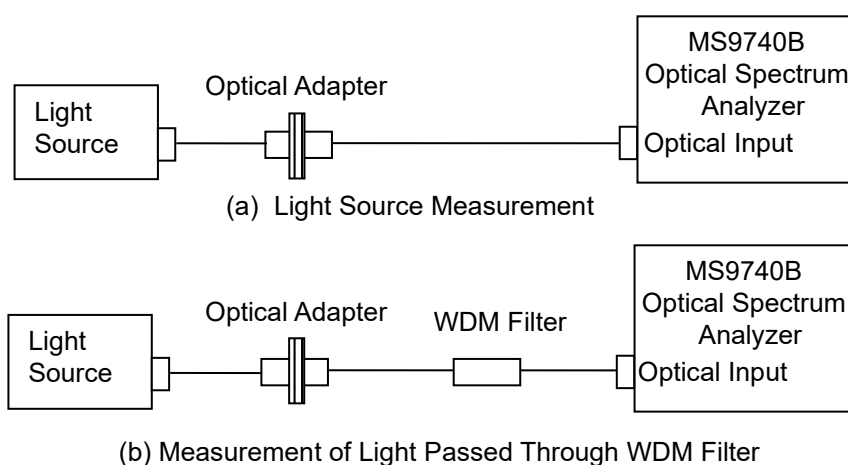 MS9740B
Optical Spectrum
Analyzer
Optical Input
Optical Adapter
Light
Source
(a) Light Source Measurement
MS9740B
Optical Spectrum
Analyzer
Optical Input
Optical Adapter
WDM Filter
Light
Source
(b) Measurement of Light Passed Through WDM Filter